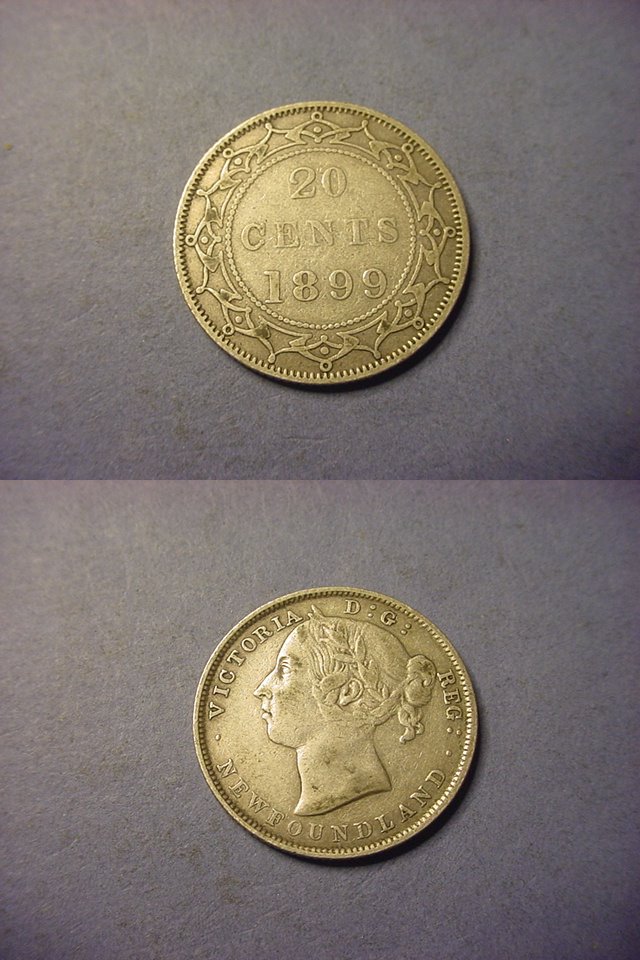 20
CENTS
1899
VICTORIA D:G: REG:
· NEWFOUNDLAND ·